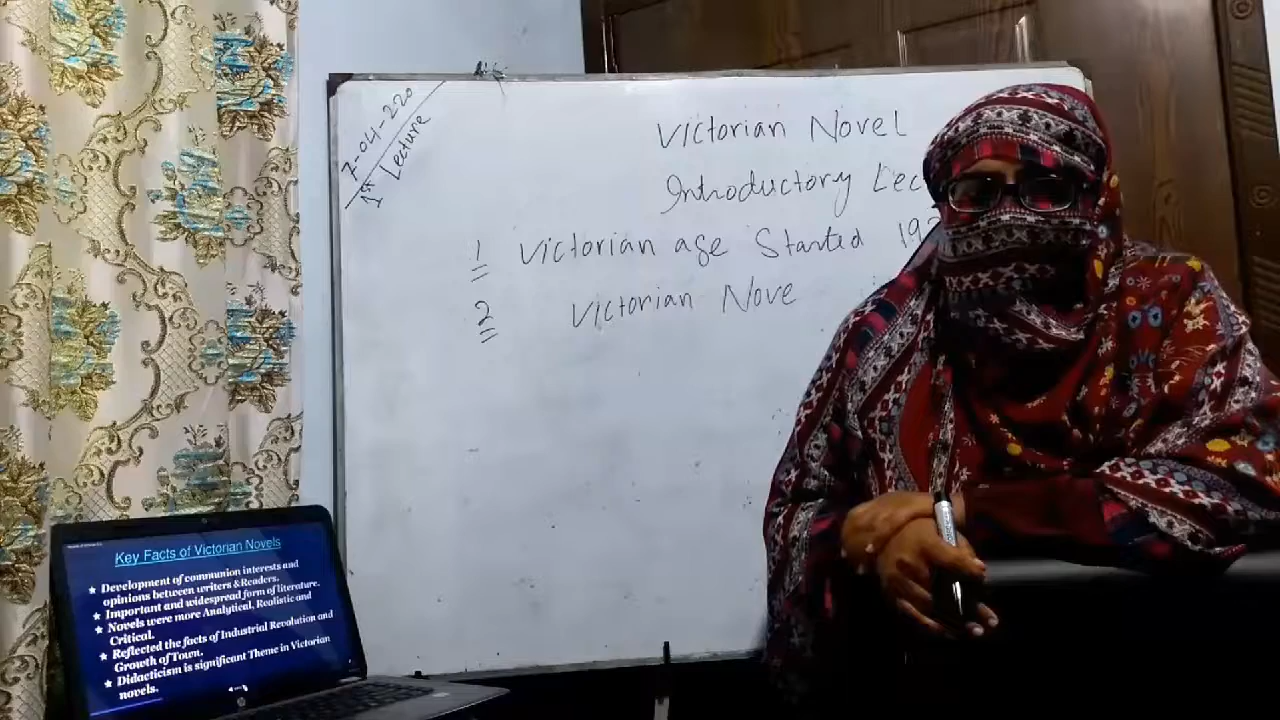 7-04-220
1st Lecture
Victorian Novel
Introductory Lec
1 Victorian age Started 19
2 Victorian Nove
Key Facts of Victorian Novels
★ Development of communion interests and
opinions between writers & Readers.
★ Important and widespread form of literature.
★ Novels were more Analytical, Realistic and
Critical.
★ Reflected the facts of Industrial Revolution and
Growth of Town.
★ Didacticism is significant Theme in Victorian
novels.